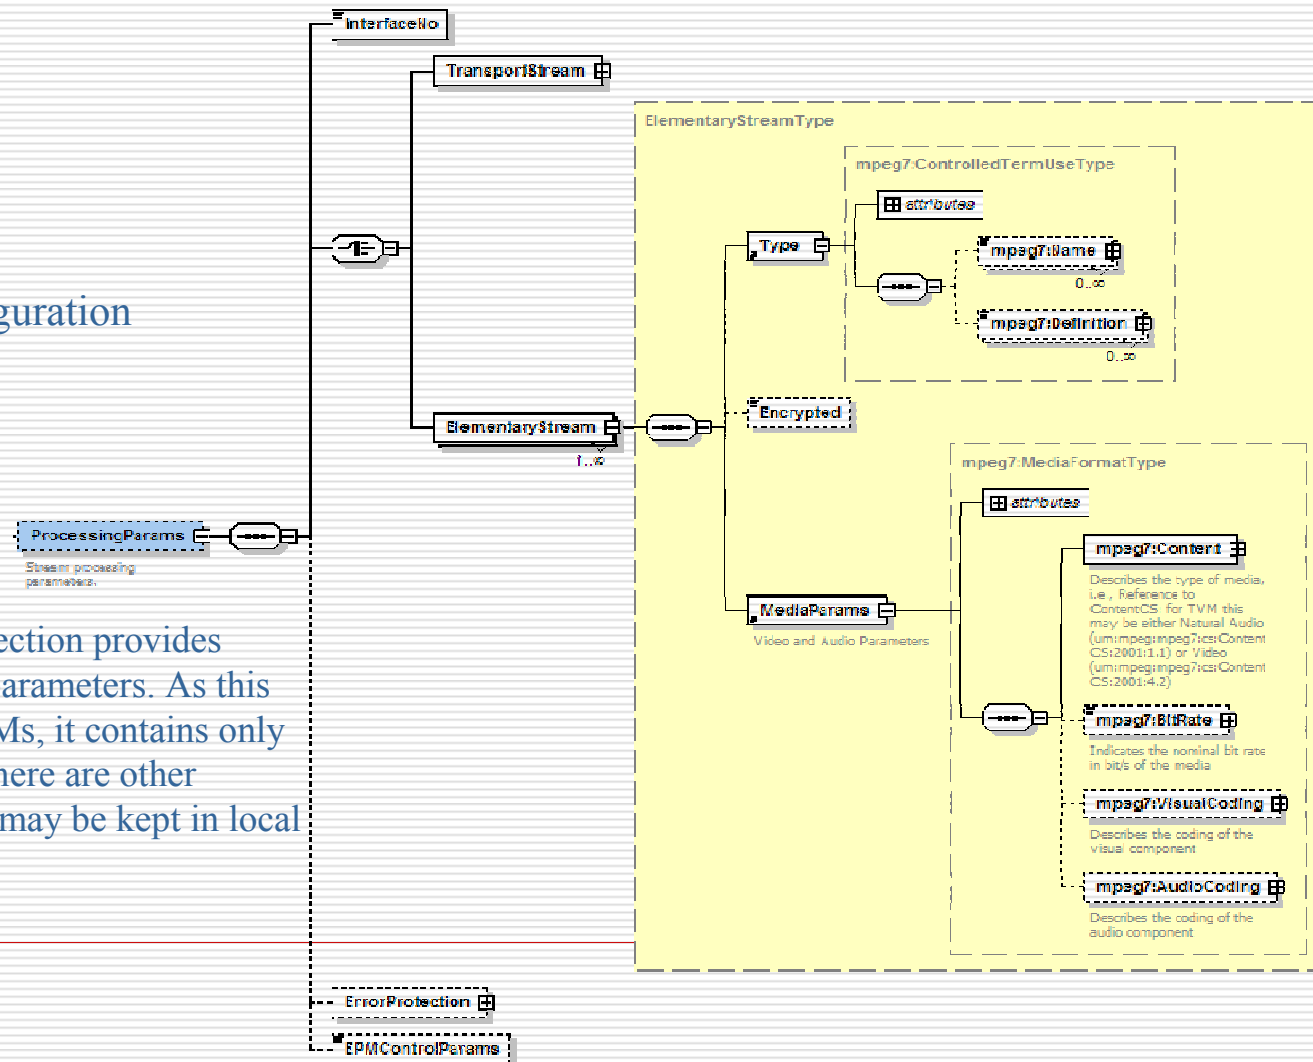 InterfaceNo
TransportStream
ElementaryStreamType
mpeg7:ControlledTermUseType
attributes
Type
mpeg7:Name
0..∞
mpeg7:Definition
0..∞
guration
Encrypted
ElementaryStream
1..∞
mpeg7:MediaFormatType
attributes
ProcessingParams
Stream processing
parameters.
mpeg7:Content
Describes the type of media,
i.e., Reference to
ContentCS for TVM this
may be either Natural Audio
(urn:mpeg:mpeg7:cs:Content
CS:2001:1.1) or Video
(urn:mpeg:mpeg7:cs:Content
CS:2001:4.2)
MediaParams
Video and Audio Parameters
ection provides
arameters. As this
Ms, it contains only
here are other
may be kept in local
mpeg7:BitRate
Indicates the nominal bit rate
in bit/s of the media
mpeg7:VisualCoding
Describes the coding of the
visual component
mpeg7:AudioCoding
Describes the coding of the
audio component
ErrorProtection
EPMControlParams